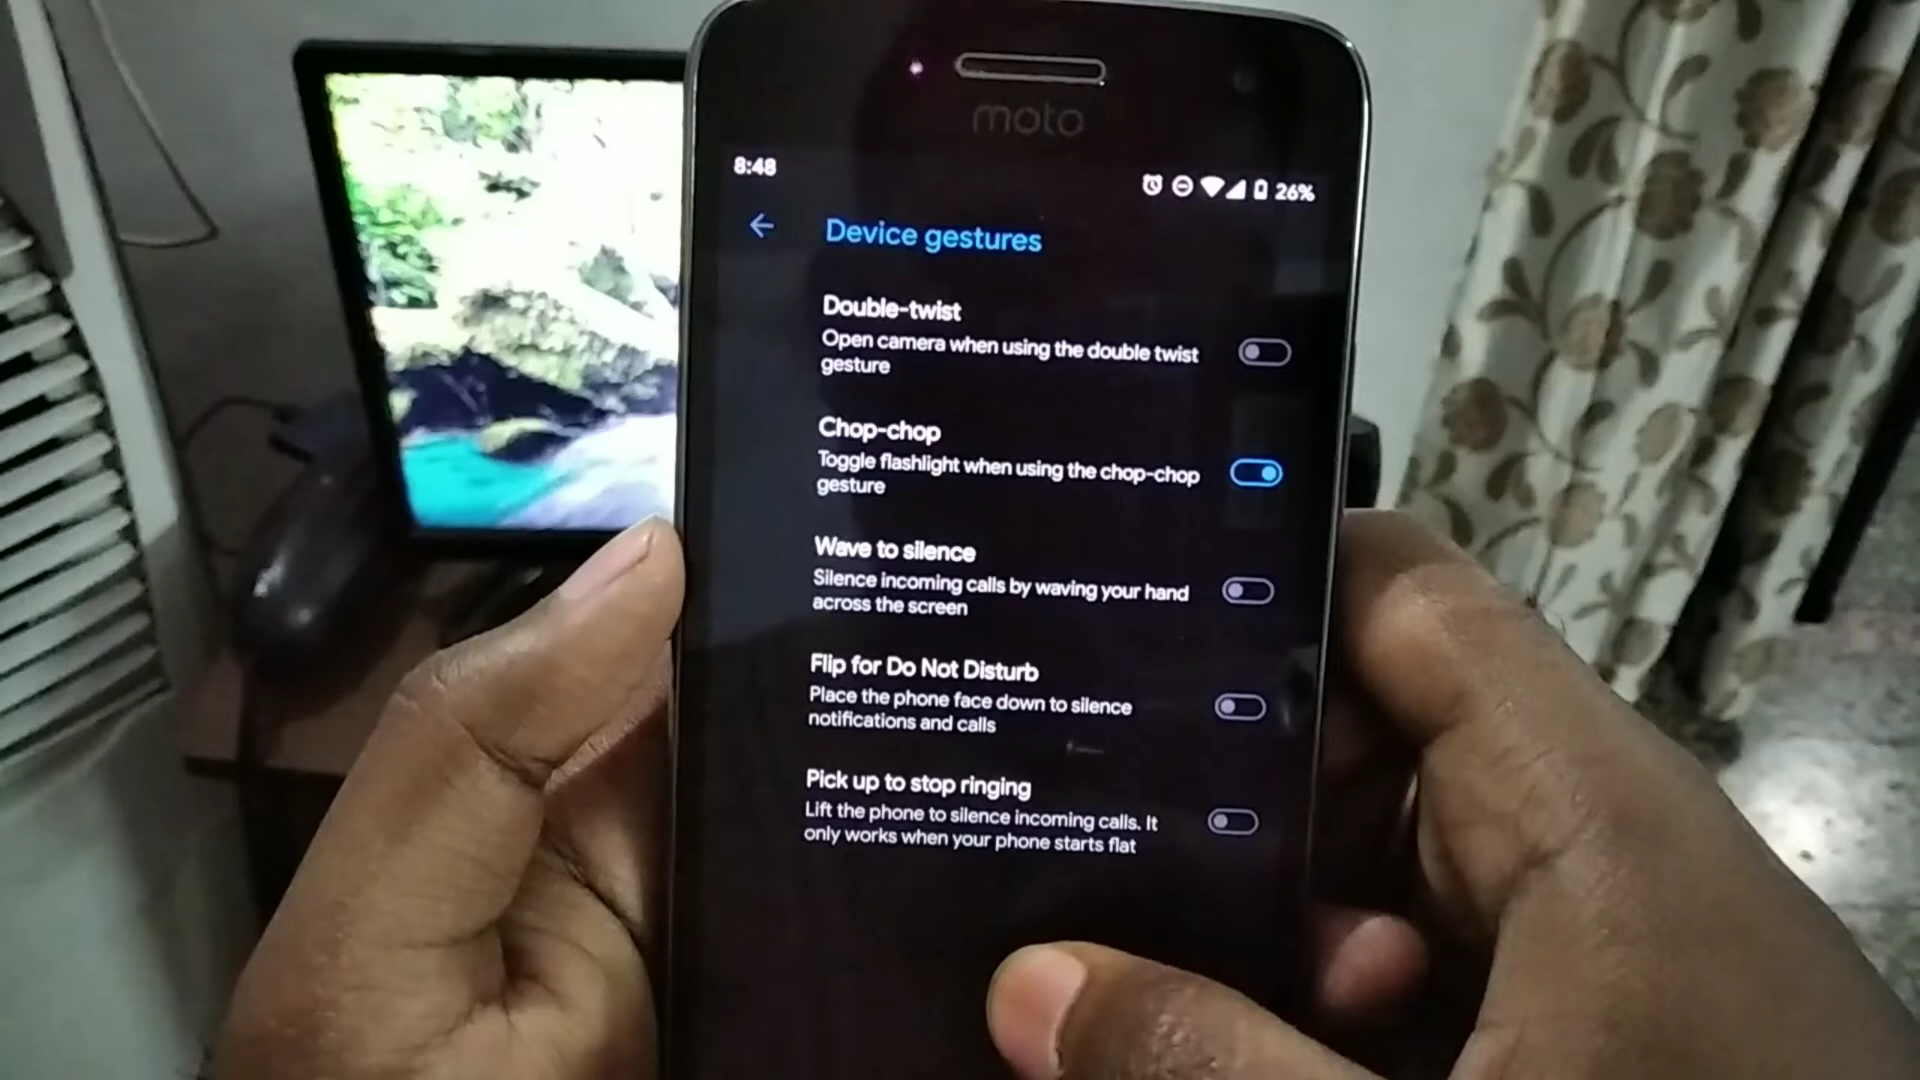 moto
8:48
26%
Device gestures
Double-twist
Open camera when using the double twist
gesture
Chop-chop
Toggle flashlight when using the chop-chop
gesture
Wave to silence
Silence incoming calls by waving your hand
across the screen
Flip for Do Not Disturb
Place the phone face down to silence
notifications and calls
Pick up to stop ringing
Lift the phone to silence incoming calls. It
only works when your phone starts flat